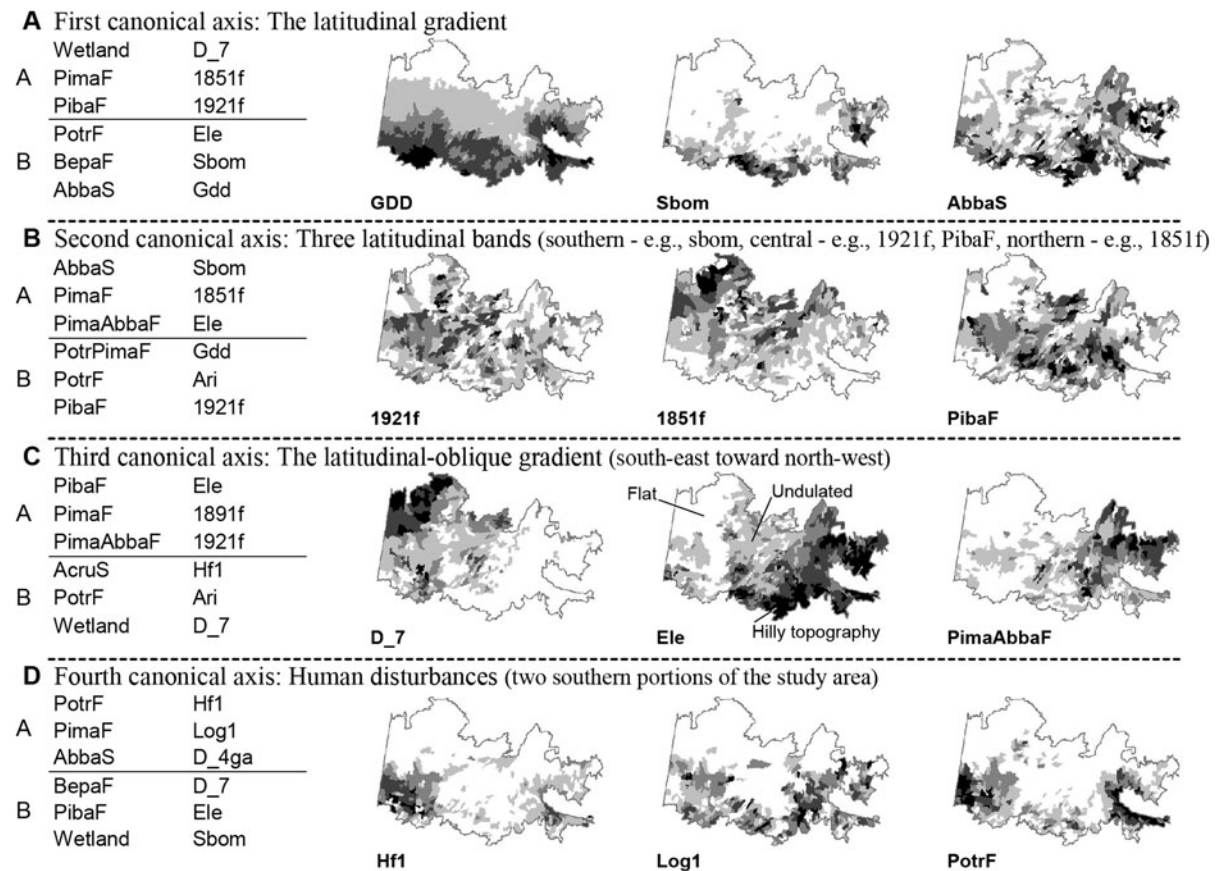 A First canonical axis: The latitudinal gradient
Wetland D_7
A PimaF 1851f
PibaF 1921f
PotrF Ele
B BepaF Sbom
AbbaS Gdd
GDD Sbom AbbaS
B Second canonical axis: Three latitudinal bands (southern - e.g., sbom, central - e.g., 1921f, PibaF, northern - e.g., 1851f)
AbbaS Sbom
A PimaF 1851f
PimaAbbaF Ele
PotrPimaF Gdd
B PotrF Ari
PibaF 1921f
1921f 1851f PibaF
C Third canonical axis: The latitudinal-oblique gradient (south-east toward north-west)
PibaF Ele
A PimaF 1891f
PimaAbbaF 1921f
AcruS Hf1
B PotrF Ari
Wetland D_7
Flat Undulated
Hilly topography
D_7 Ele PimaAbbaF
D Fourth canonical axis: Human disturbances (two southern portions of the study area)
PotrF Hf1
A PimaF Log1
AbbaS D_4ga
BepaF D_7
B PibaF Ele
Wetland Sbom
Hf1 Log1 PotrF